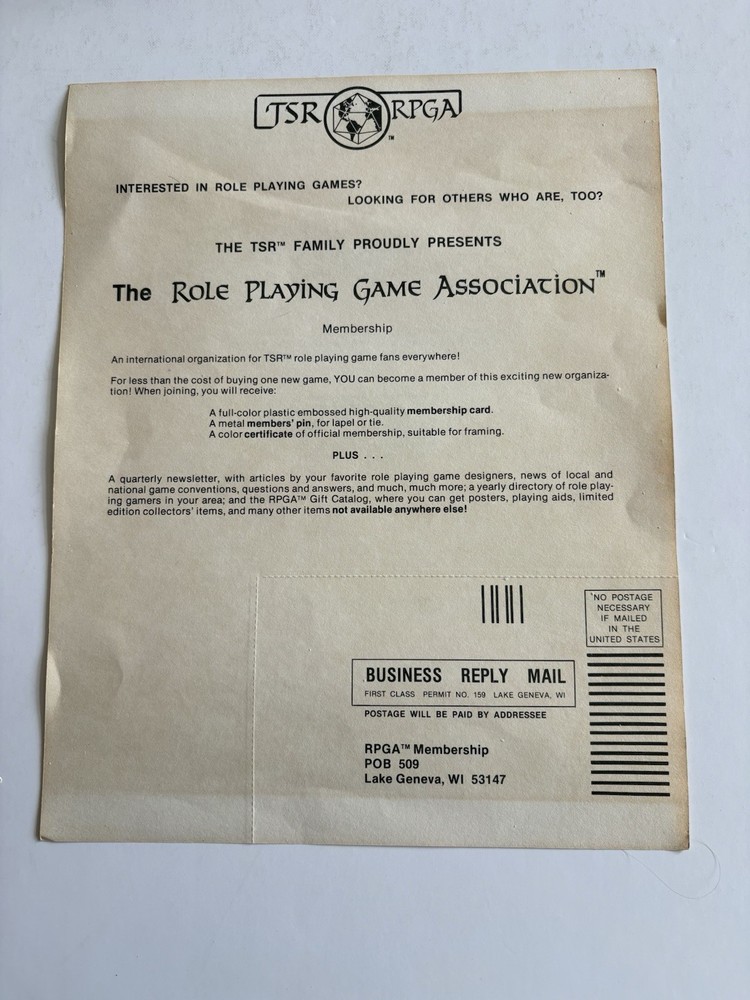 TSR RPGA™
INTERESTED IN ROLE PLAYING GAMES?
LOOKING FOR OTHERS WHO ARE, TOO?
THE TSR™ FAMILY PROUDLY PRESENTS
The ROLE PLAYING GAME ASSOCIATION™
Membership
An international organization for TSR™ role playing game fans everywhere!
For less than the cost of buying one new game, YOU can become a member of this exciting new organiza-
tion! When joining, you will receive:
A full-color plastic embossed high-quality membership card.
A metal members' pin, for lapel or tie.
A color certificate of official membership, suitable for framing.
PLUS . . .
A quarterly newsletter, with articles by your favorite role playing game designers, news of local and
national game conventions, questions and answers, and much, much more; a yearly directory of role play-
ing gamers in your area; and the RPGA™ Gift Catalog, where you can get posters, playing aids, limited
edition collectors' items, and many other items not available anywhere else!
NO POSTAGE
NECESSARY
IF MAILED
IN THE
UNITED STATES
BUSINESS REPLY MAIL
FIRST CLASS PERMIT NO. 159 LAKE GENEVA, WI
POSTAGE WILL BE PAID BY ADDRESSEE
RPGA™ Membership
POB 509
Lake Geneva, WI 53147